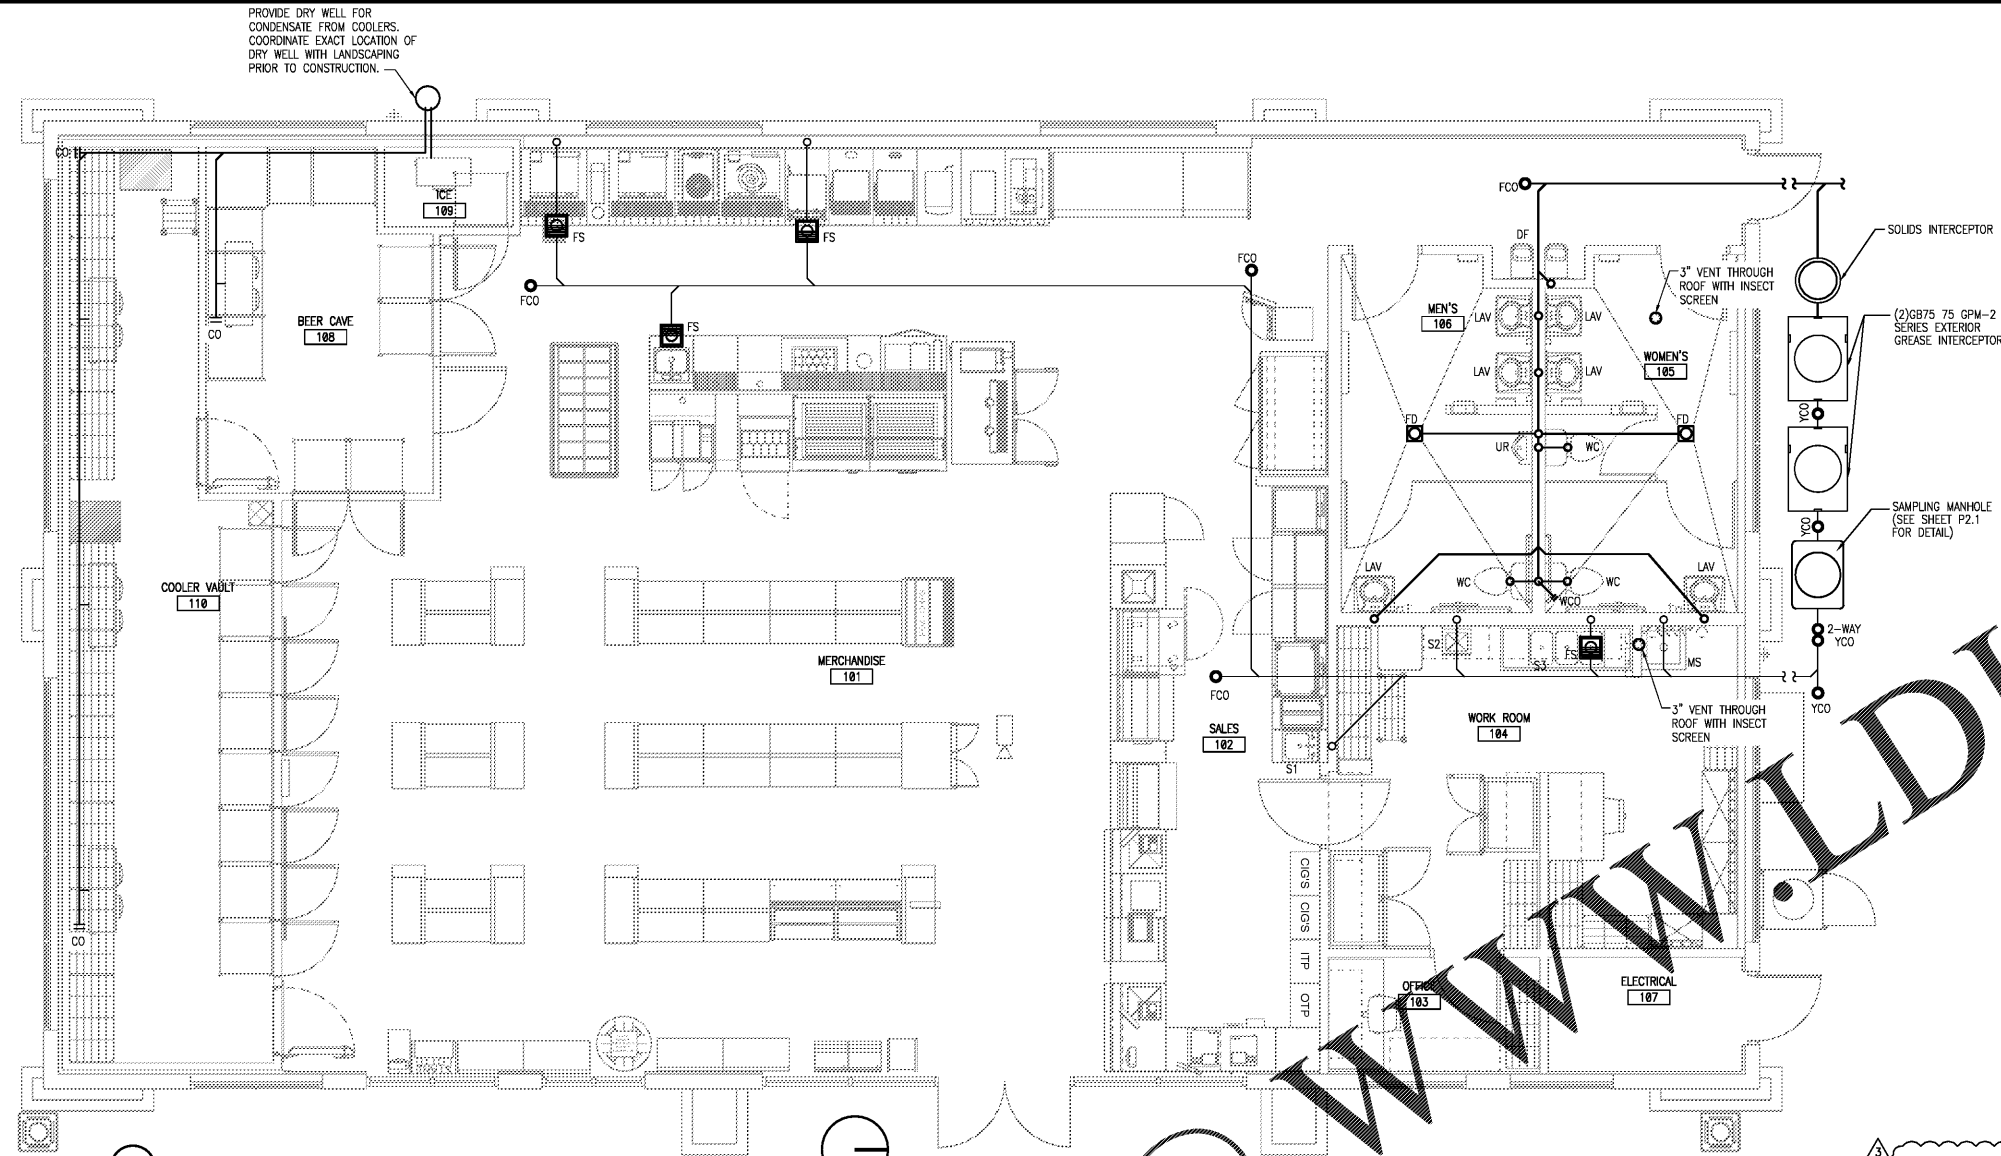 PROVIDE DRY WELL FOR
CONDENSATE FROM COOLERS.
COORDINATE EXACT LOCATION OF
DRY WELL WITH LANDSCAPING
PRIOR TO CONSTRUCTION.
CO
ICE
109
FS
FS
FCO
FCO
FCO
DF
SOLIDS INTERCEPTOR
3" VENT THROUGH
ROOF WITH INSECT
SCREEN
(2)GB75 75 GPM-2
SERIES EXTERIOR
GREASE INTERCEPTOR
BEER CAVE
108
CO
FS
MEN'S
106
LAV
LAV
WOMEN'S
105
LAV
LAV
YCO
FD
FD
UR
WC
YCO
SAMPLING MANHOLE
(SEE SHEET P2.1
FOR DETAIL)
COOLER VAULT
110
LAV
WC
WC
LAV
WCO
2-WAY
YCO
MERCHANDISE
101
S2
S3
FS
MS
FCO
YCO
SALES
102
WORK ROOM
104
3" VENT THROUGH
ROOF WITH INSECT
SCREEN
S1
CIG'S
CIG'S
ITP
OTP
CO
OFFICE
103
ELECTRICAL
107
WWW.LD
3